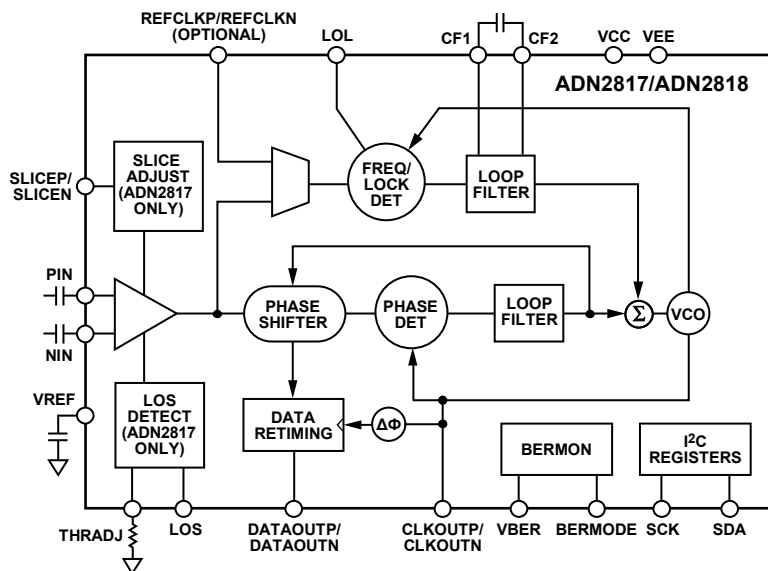 REFCLKP/REFCLKN
(OPTIONAL)
LOL
CF1
CF2
VCC
VEE
ADN2817/ADN2818
SLICEP/
SLICEN
SLICE
ADJUST
(ADN2817
ONLY)
FREQ/
LOCK
DET
LOOP
FILTER
PIN
NIN
PHASE
SHIFTER
PHASE
DET
LOOP
FILTER
Σ
VCO
VREF
LOS
DETECT
(ADN2817
ONLY)
DATA
RETIMING
ΔΦ
BERMON
I2C
REGISTERS
THRADJ
LOS
DATAOUTP/
DATAOUTN
CLKOUTP/
CLKOUTN
VBER
BERMODE
SCK
SDA